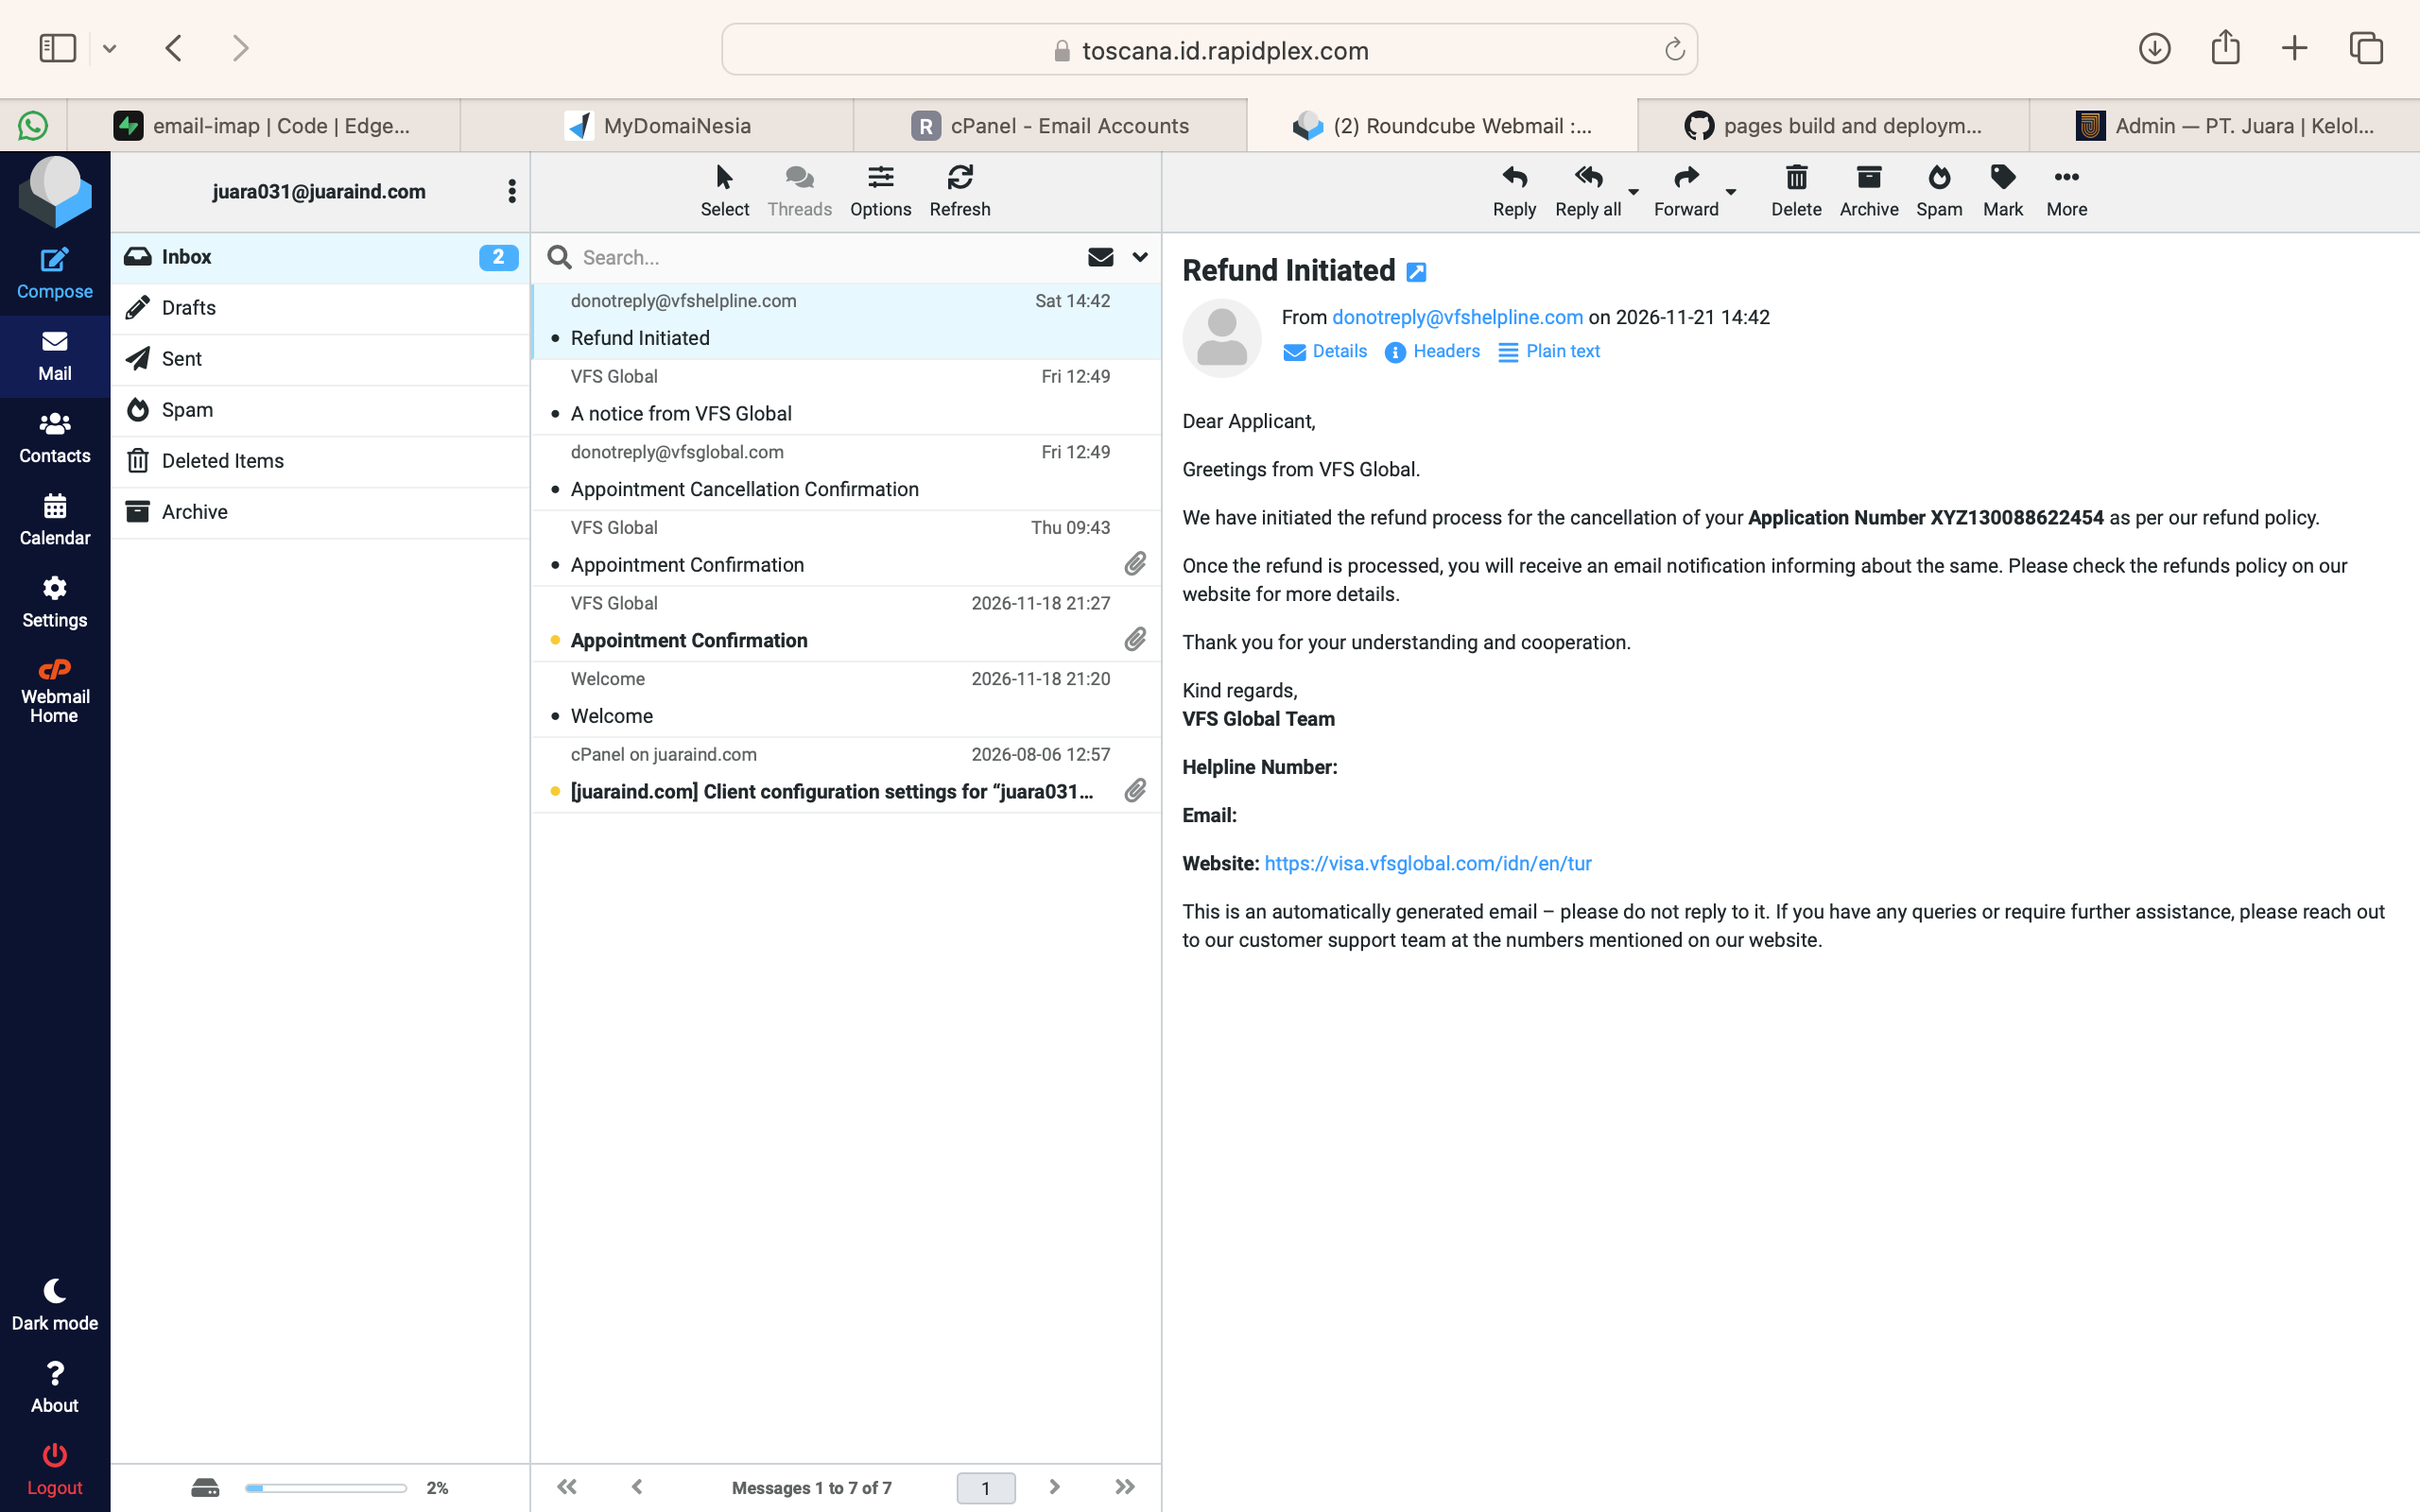 toscana.id.rapidplex.com
email-imap | Code | Edge...
MyDomaiNesia
R cPanel - Email Accounts
(2) Roundcube Webmail :...
pages build and deploym...
Admin — PT. Juara | Kelol...
Compose
Mail
Contacts
Calendar
Settings
cP
Webmail
Home
Dark mode
?
About
Logout
juara031@juaraind.com
Inbox 2
Drafts
Sent
Spam
Deleted Items
Archive
2%
Select
Threads
Options
Refresh
Search...
donotreply@vfshelpline.com Sat 14:42
• Refund Initiated
VFS Global Fri 12:49
• A notice from VFS Global
donotreply@vfsglobal.com Fri 12:49
• Appointment Cancellation Confirmation
VFS Global Thu 09:43
• Appointment Confirmation
VFS Global 2026-11-18 21:27
• Appointment Confirmation
Welcome 2026-11-18 21:20
• Welcome
cPanel on juaraind.com 2026-08-06 12:57
• [juaraind.com] Client configuration settings for “juara031...
Messages 1 to 7 of 7
1
Reply
Reply all
Forward
Delete
Archive
Spam
Mark
More
Refund Initiated
From donotreply@vfshelpline.com on 2026-11-21 14:42
Details Headers Plain text
Dear Applicant,
Greetings from VFS Global.
We have initiated the refund process for the cancellation of your Application Number XYZ130088622454 as per our refund policy.
Once the refund is processed, you will receive an email notification informing about the same. Please check the refunds policy on our
website for more details.
Thank you for your understanding and cooperation.
Kind regards,
VFS Global Team
Helpline Number:
Email:
Website: https://visa.vfsglobal.com/idn/en/tur
This is an automatically generated email – please do not reply to it. If you have any queries or require further assistance, please reach out
to our customer support team at the numbers mentioned on our website.